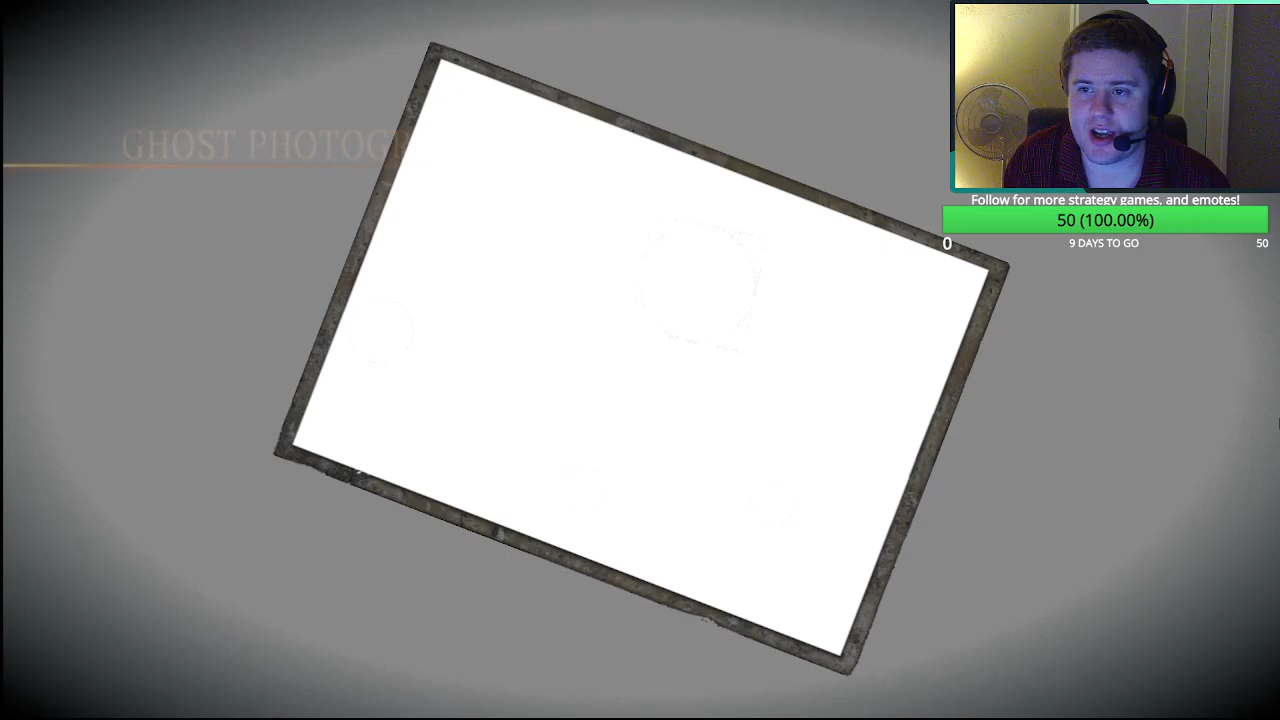 GHOST PHOTOG
Follow for more strategy games, and emotes!
50 (100.00%)
0
9 DAYS TO GO
50